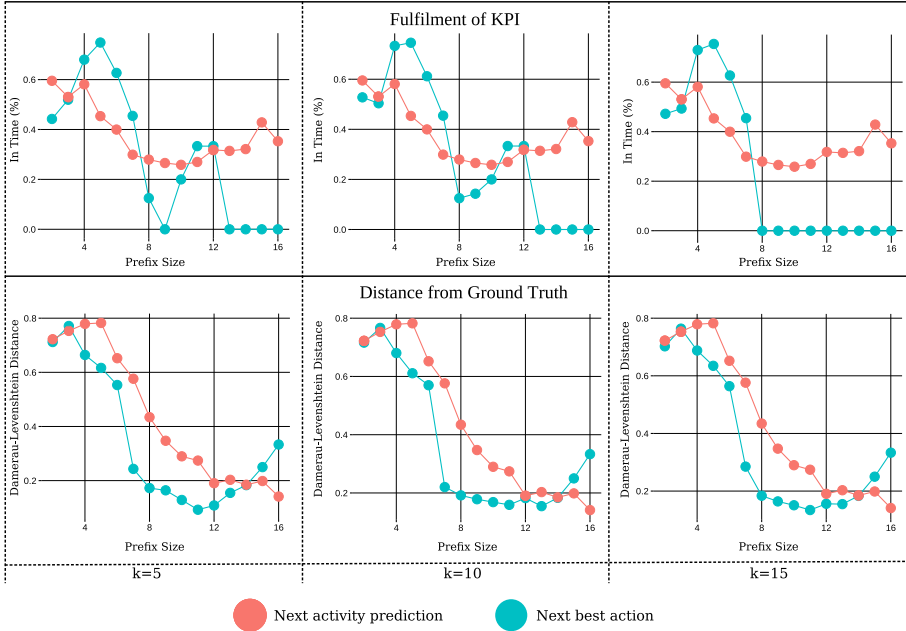 Fulfilment of KPI
In Time (%)
0.6
0.4
0.2
0.0
4
8
12
16
Prefix Size
In Time (%)
0.6
0.4
0.2
0.0
4
8
12
16
Prefix Size
In Time (%)
0.6
0.4
0.2
0.0
4
8
12
16
Prefix Size
Distance from Ground Truth
Damerau-Levenshtein Distance
0.8
0.6
0.4
0.2
4
8
12
16
Prefix Size
Damerau-Levenshtein Distance
0.8
0.6
0.4
0.2
4
8
12
16
Prefix Size
Damerau-Levenshtein Distance
0.8
0.6
0.4
0.2
4
8
12
16
Prefix Size
k=5
k=10
k=15
Next activity prediction
Next best action